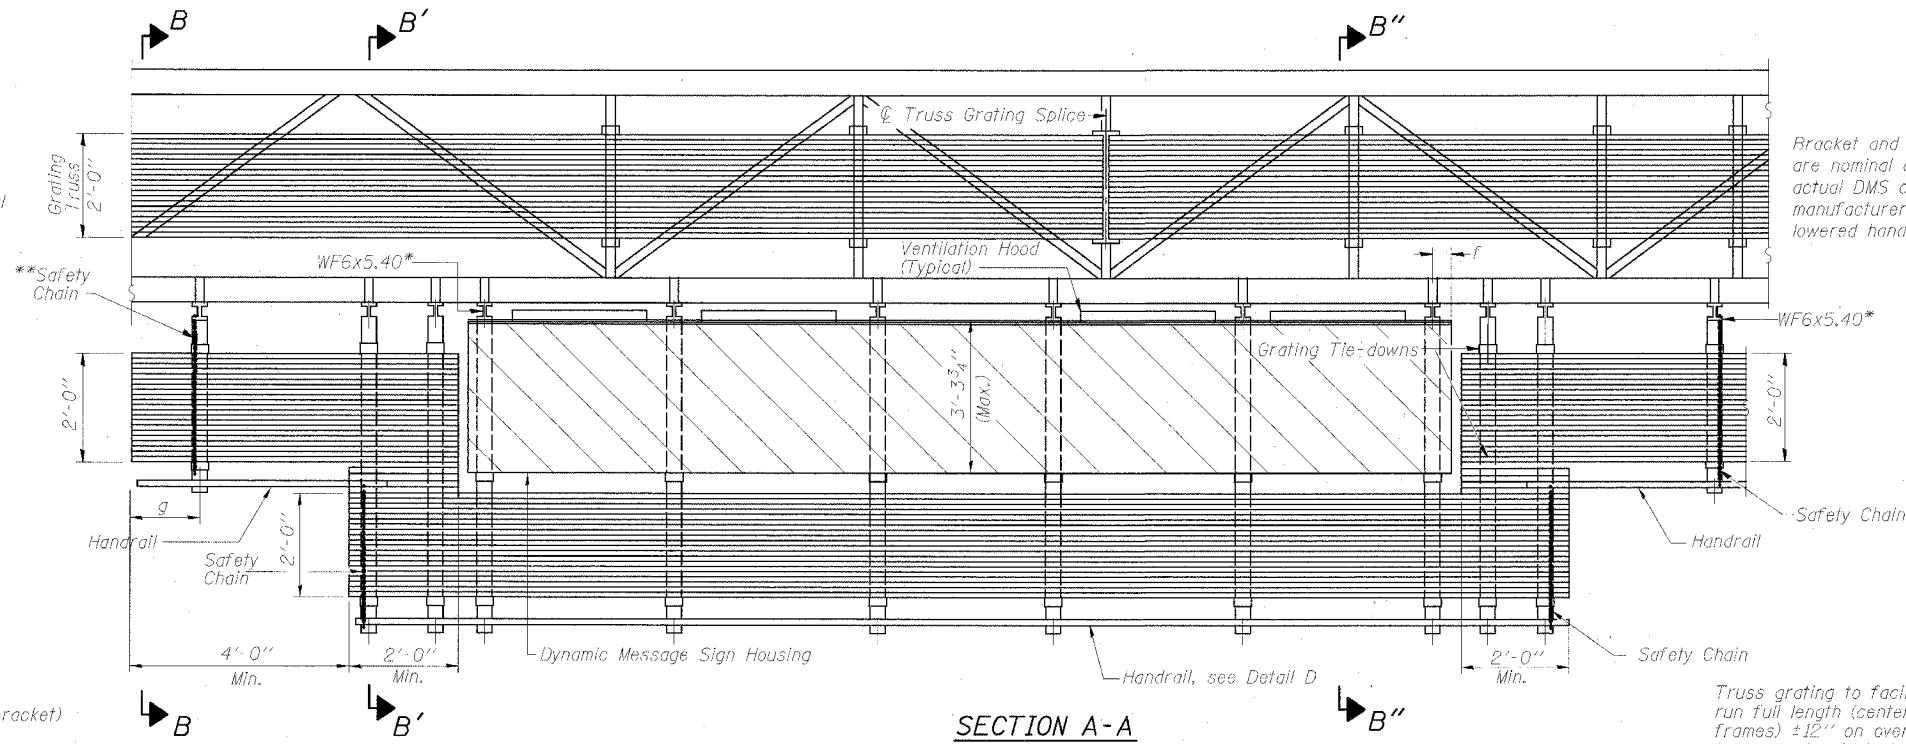 B
B'
B''
℄ Truss Grating Splice
Grating
Truss
2'-0''
Bracket and
are nominal
actual DMS
manufacturer
lowered hand
Ventilation Hood
(Typical)
f
**Safety
Chain
WF6x5.40*
WF6x5.40*
Grating Tie-downs
2'-0''
3'-3¾''
(Max.)
2'-0''
g
Handrail
Safety
Chain
2'-0''
Safety Chain
Handrail
4'-0''
Min.
2'-0''
Min.
Dynamic Message Sign Housing
Handrail, see Detail D
2'-0''
Min.
Safety Chain
racket)
B
B'
SECTION A-A
B''
Truss grating to facil
run full length (center
frames) ±12'' on over